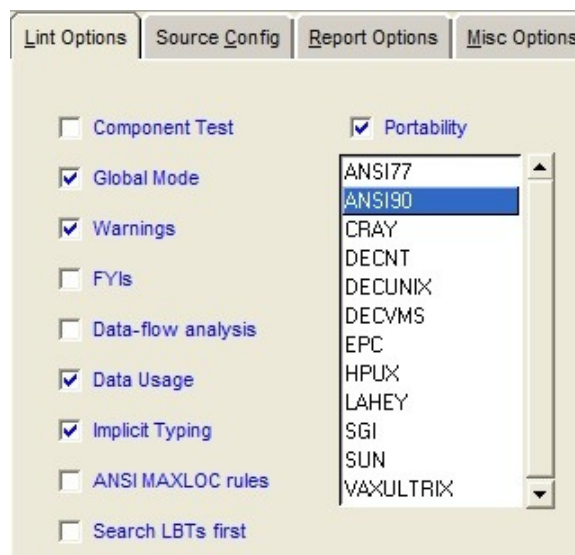 Lint Options Source Config Report Options Misc Options
Component Test
Global Mode
Warnings
FYIs
Data-flow analysis
Data Usage
Implicit Typing
ANSI MAXLOC rules
Search LBTs first
Portability
ANSI77
ANSI90
CRAY
DECNT
DECUNIX
DECVMS
EPC
HPUX
LAHEY
SGI
SUN
VAXULTRIX